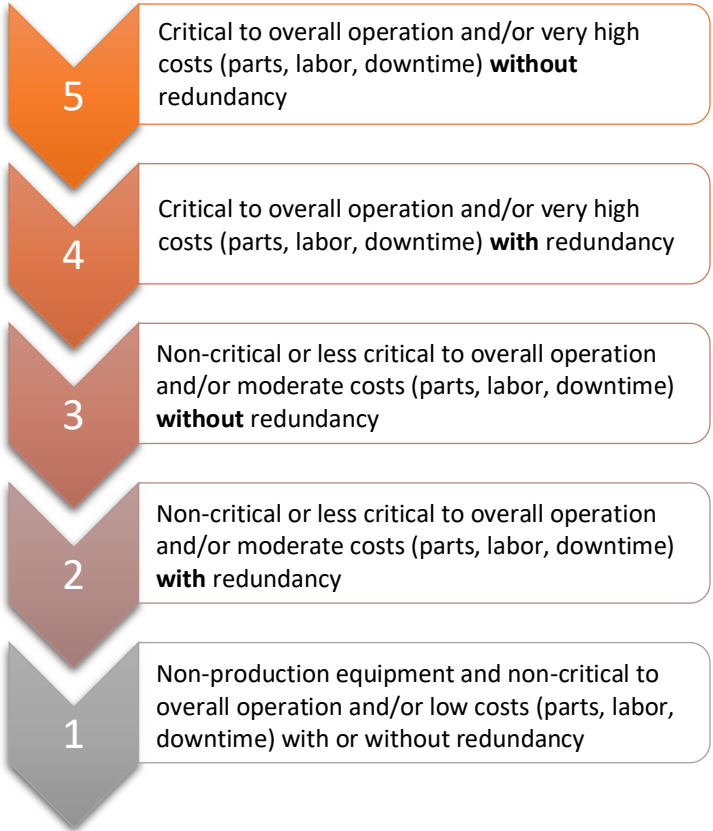 5
Critical to overall operation and/or very high
costs (parts, labor, downtime) without
redundancy
4
Critical to overall operation and/or very high
costs (parts, labor, downtime) with redundancy
3
Non-critical or less critical to overall operation
and/or moderate costs (parts, labor, downtime)
without redundancy
2
Non-critical or less critical to overall operation
and/or moderate costs (parts, labor, downtime)
with redundancy
1
Non-production equipment and non-critical to
overall operation and/or low costs (parts, labor,
downtime) with or without redundancy